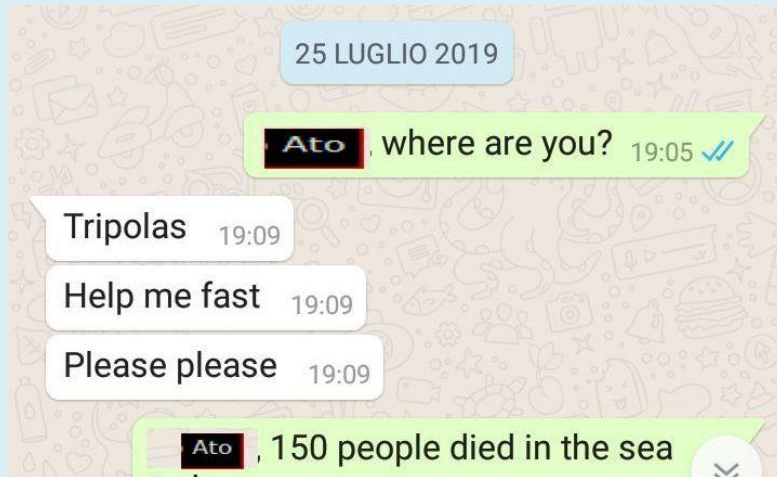 25 LUGLIO 2019
Ato, where are you? 19:05
Tripolas 19:09
Help me fast 19:09
Please please 19:09
Ato, 150 people died in the sea